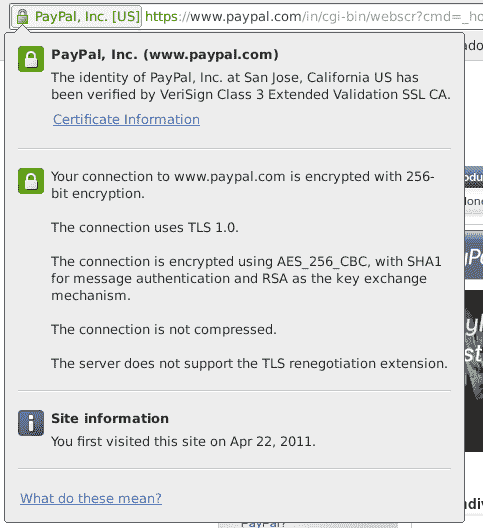 PayPal, Inc. [US] https://www.paypal.com/in/cgi-bin/webscr?cmd=_ho
PayPal, Inc. (www.paypal.com)
The identity of PayPal, Inc. at San Jose, California US has
been verified by VeriSign Class 3 Extended Validation SSL CA.
Certificate Information
Your connection to www.paypal.com is encrypted with 256-
bit encryption.
The connection uses TLS 1.0.
The connection is encrypted using AES_256_CBC, with SHA1
for message authentication and RSA as the key exchange
mechanism.
The connection is not compressed.
The server does not support the TLS renegotiation extension.
Site information
You first visited this site on Apr 22, 2011.
What do these mean?
PayPal?